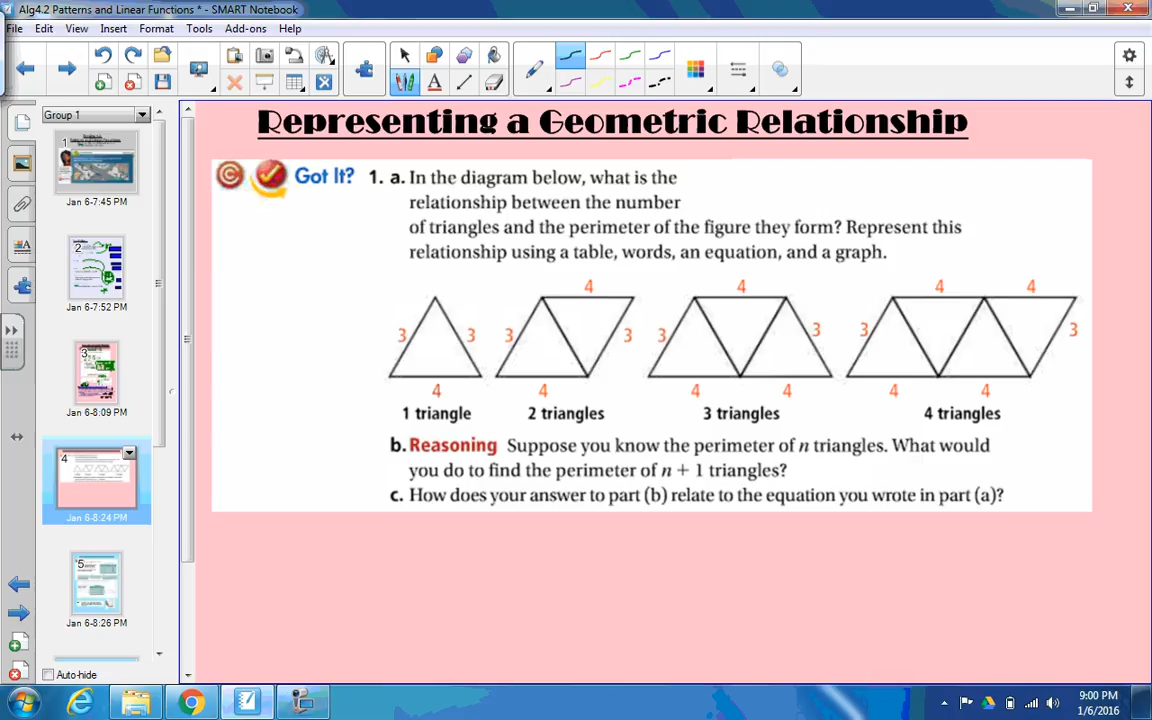 Alg4.2 Patterns and Linear Functions * - SMART Notebook
File Edit View Insert Format Tools Add-ons Help
Group 1
1
Jan 6-7:45 PM
2
Jan 6-7:52 PM
3
Jan 6-8:09 PM
4
Jan 6-8:24 PM
5
Jan 6-8:26 PM
Auto-hide
Representing a Geometric Relationship
Got It? 1. a. In the diagram below, what is the
relationship between the number
of triangles and the perimeter of the figure they form? Represent this
relationship using a table, words, an equation, and a graph.
4 4 4 4
3 3 3 3 3 3 3 3
4 4 4 4 4 4
1 triangle 2 triangles 3 triangles 4 triangles
b. Reasoning Suppose you know the perimeter of n triangles. What would
you do to find the perimeter of n + 1 triangles?
c. How does your answer to part (b) relate to the equation you wrote in part (a)?
9:00 PM
1/6/2016